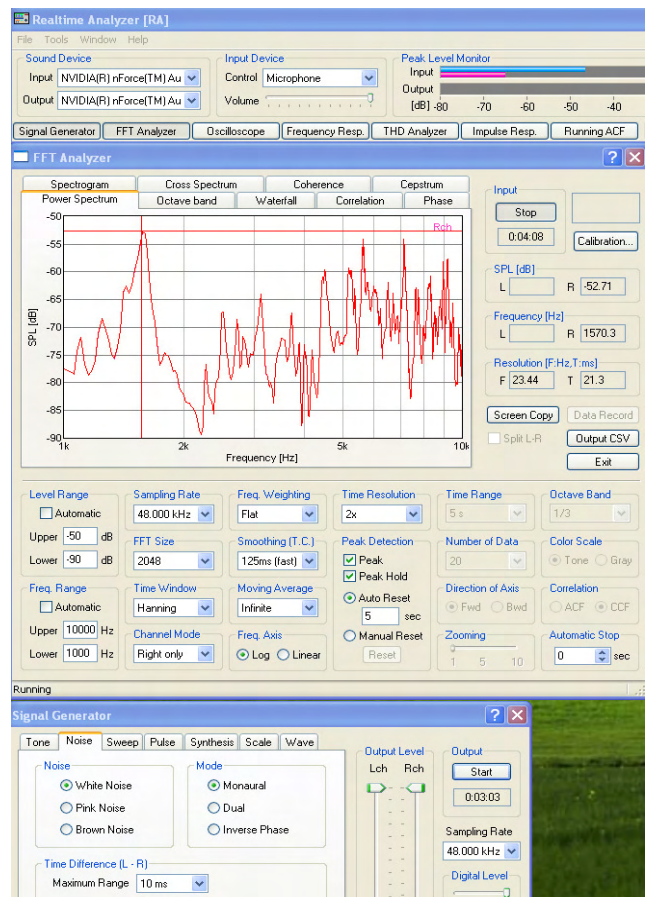 Realtime Analyzer [RA]
File Tools Window Help
Sound Device
Input NVIDIA(R) nForce(TM) Au
Output NVIDIA(R) nForce(TM) Au
Input Device
Control Microphone
Volume
Peak Level Monitor
Input
Output
[dB] -80 -70 -60 -50 -40
Signal Generator FFT Analyzer Oscilloscope Frequency Resp. THD Analyzer Impulse Resp. Running ACF
FFT Analyzer
Spectrogram Cross Spectrum Coherence Cepstrum
Power Spectrum Octave band Waterfall Correlation Phase
Rch
-50
-55
-60
-65
-70
-75
-80
-85
-90
SPL [dB]
1k 2k 5k 10k
Frequency [Hz]
Input
Stop
0:04:08
Calibration...
SPL [dB]
L R -52.71
Frequency [Hz]
L R 1570.3
Resolution [F:Hz,T:ms]
F 23.44 T 21.3
Screen Copy Data Record
Split L-R Output CSV
Exit
Level Range
Automatic
Upper -50 dB
Lower -90 dB
Freq. Range
Automatic
Upper 10000 Hz
Lower 1000 Hz
Sampling Rate
48.000 kHz
FFT Size
2048
Time Window
Hanning
Channel Mode
Right only
Freq. Weighting
Flat
Smoothing (T.C.)
125ms (fast)
Moving Average
Infinite
Freq. Axis
Log Linear
Time Resolution
2x
Peak Detection
Peak
Peak Hold
Auto Reset
5 sec
Manual Reset
Reset
Time Range
5 s
Number of Data
20
Direction of Axis
Fwd Bwd
Zooming
1 5 10
Octave Band
1/3
Color Scale
Tone Gray
Correlation
ACF CCF
Automatic Stop
0 sec
Running
Signal Generator
Tone Noise Sweep Pulse Synthesis Scale Wave
Noise
White Noise
Pink Noise
Brown Noise
Mode
Monaural
Dual
Inverse Phase
Time Difference (L - R)
Maximum Range 10 ms
Output Level
Lch Rch
Output
Start
0:03:03
Sampling Rate
48.000 kHz
Digital Level